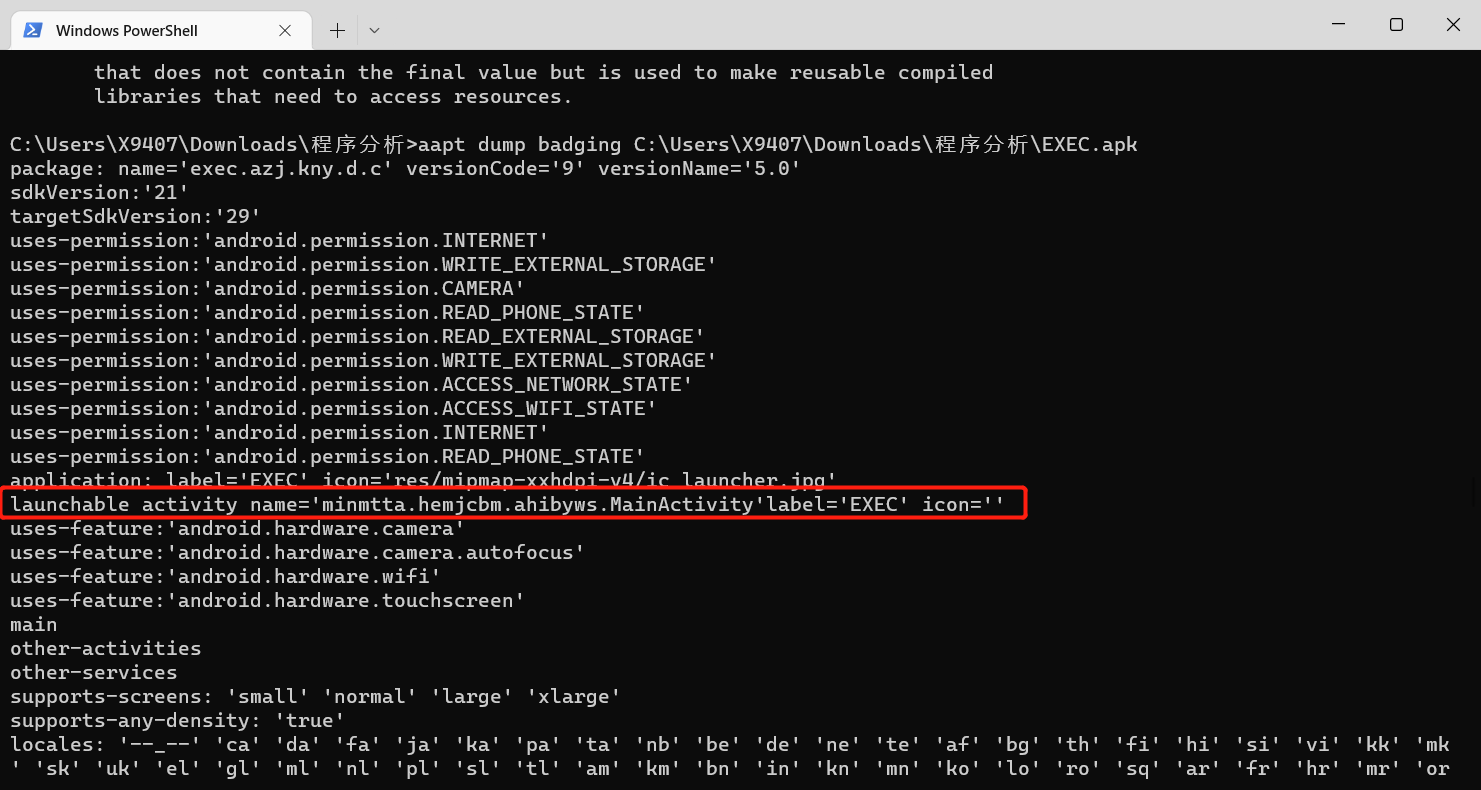 Windows PowerShell
that does not contain the final value but is used to make reusable compiled
libraries that need to access resources.
C:\Users\X9407\Downloads\程序分析>aapt dump badging C:\Users\X9407\Downloads\程序分析\EXEC.apk
package: name='exec.azj.kny.d.c' versionCode='9' versionName='5.0'
sdkVersion:'21'
targetSdkVersion:'29'
uses-permission:'android.permission.INTERNET'
uses-permission:'android.permission.WRITE_EXTERNAL_STORAGE'
uses-permission:'android.permission.CAMERA'
uses-permission:'android.permission.READ_PHONE_STATE'
uses-permission:'android.permission.READ_EXTERNAL_STORAGE'
uses-permission:'android.permission.WRITE_EXTERNAL_STORAGE'
uses-permission:'android.permission.ACCESS_NETWORK_STATE'
uses-permission:'android.permission.ACCESS_WIFI_STATE'
uses-permission:'android.permission.INTERNET'
uses-permission:'android.permission.READ_PHONE_STATE'
application: label='EXEC' icon='res/mipmap-xxhdpi-v4/ic_launcher.jpg'
launchable activity name='minmtta.hemjcbm.ahibyws.MainActivity'label='EXEC' icon=''
uses-feature:'android.hardware.camera'
uses-feature:'android.hardware.camera.autofocus'
uses-feature:'android.hardware.wifi'
uses-feature:'android.hardware.touchscreen'
main
other-activities
other-services
supports-screens: 'small' 'normal' 'large' 'xlarge'
supports-any-density: 'true'
locales: '--_--' 'ca' 'da' 'fa' 'ja' 'ka' 'pa' 'ta' 'nb' 'be' 'de' 'ne' 'te' 'af' 'bg' 'th' 'fi' 'hi' 'si' 'vi' 'kk' 'mk
' 'sk' 'uk' 'el' 'gl' 'ml' 'nl' 'pl' 'sl' 'tl' 'am' 'km' 'bn' 'in' 'kn' 'mn' 'ko' 'lo' 'ro' 'sq' 'ar' 'fr' 'hr' 'mr' 'or